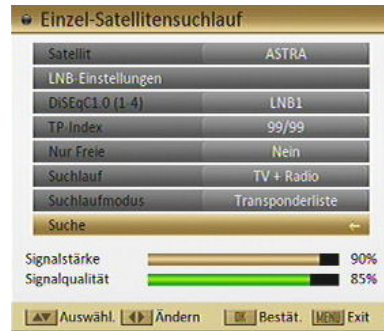 Einzel-Satellitensuchlauf
Satellit ASTRA
LNB-Einstellungen
DiSEqC1.0 (1-4) LNB1
TP-Index 99/99
Nur Freie Nein
Suchlauf TV + Radio
Suchlaufmodus Transponderliste
Suche
Signalstärke 90%
Signalqualität 85%
Auswähl. Ändern OK Bestät. MENU Exit